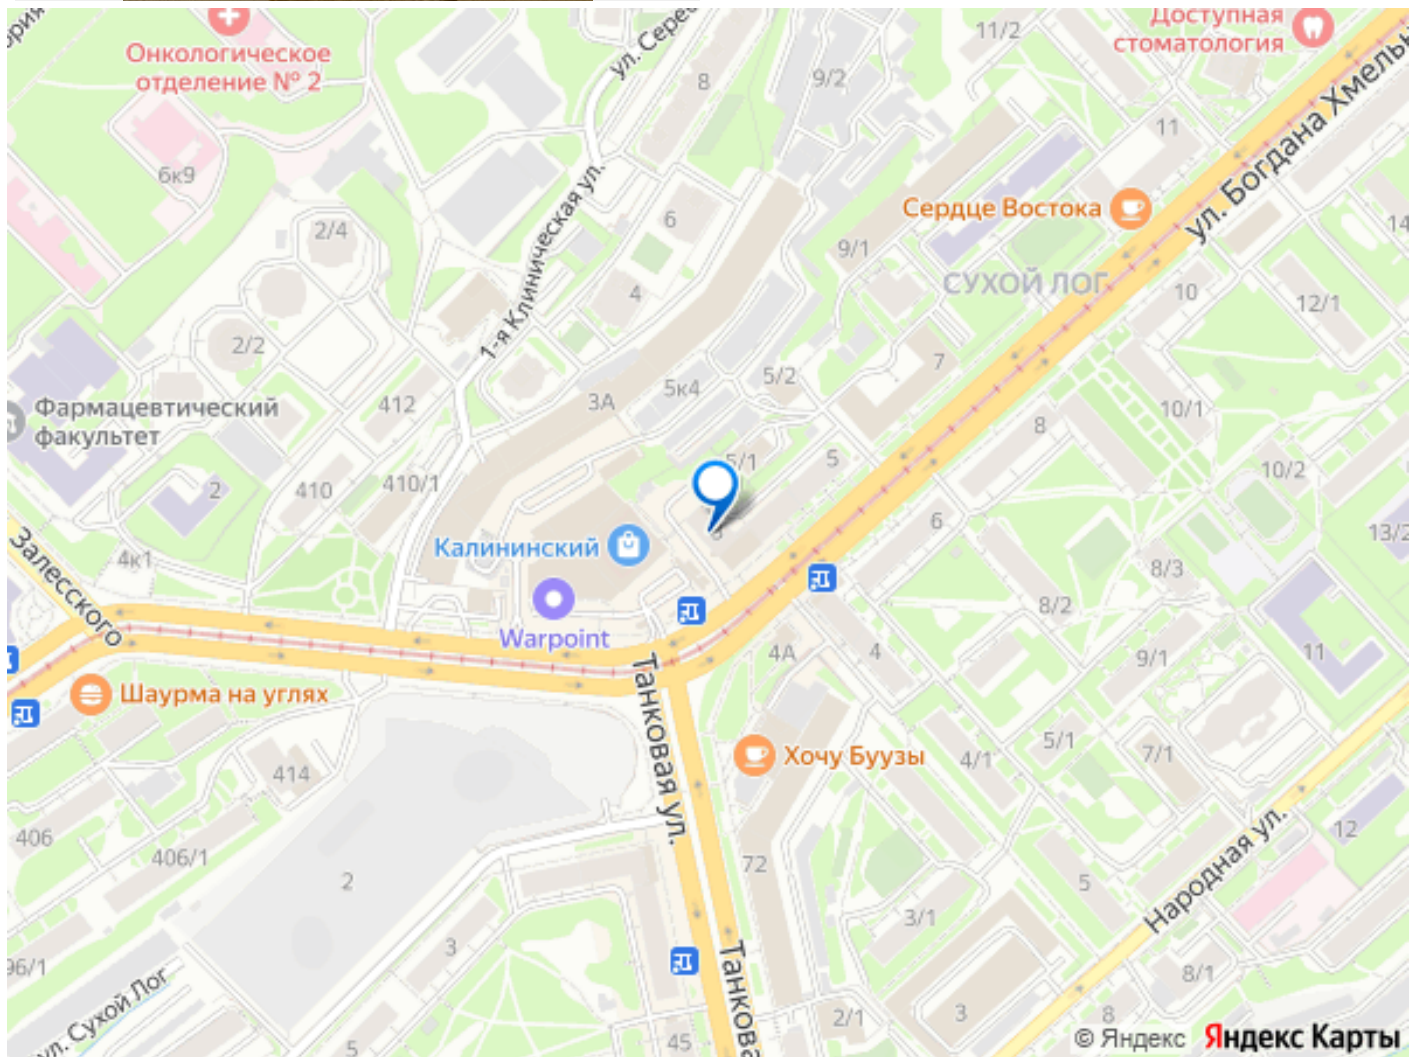 Онкологическое
отделение № 2
ул. Сере
8
11/2
9/2
Доступная
стоматология
ул. Богдана Хмельн
11
6к9
2/4
6
Сердце Востока
9/1
14
СУХОЙ ЛОГ
1-я Клиническая ул.
4
10
12/1
2/2
7
5/2
5к4
3А
412
Фармацевтический
факультет
10/1
8
5/1
5
10/2
410
410/1
2
6
13/2
Калининский
4к1
Залесского
8/3
8/2
Warpoint
4А
4
9/1
11
Танковая ул.
Шаурма на углях
5/1
7/1
4/1
Хочу Буузы
414
406
406/1
12
Народная ул.
72
2
5
3/1
3
96/1
8/1
Танкова
ул. Сухой Лог
3
8
2/1
45
5
© Яндекс Яндекс Карты